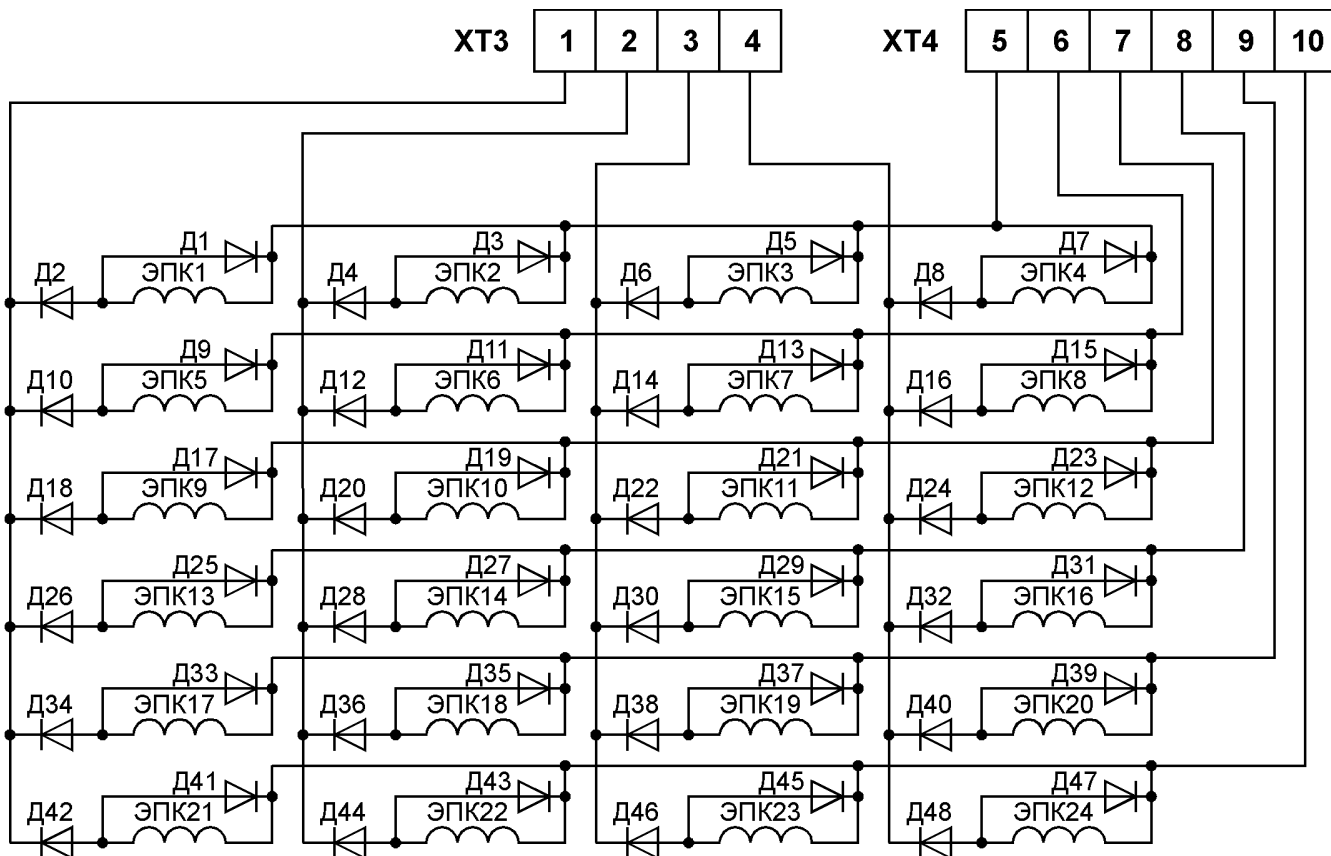 XT3 1 2 3 4 XT4 5 6 7 8 9 10
Д1 Д3 Д5 Д7
Д2 ЭПК1 Д4 ЭПК2 Д6 ЭПК3 Д8 ЭПК4
Д9 Д11 Д13 Д15
Д10 ЭПК5 Д12 ЭПК6 Д14 ЭПК7 Д16 ЭПК8
Д17 Д19 Д21 Д23
Д18 ЭПК9 Д20 ЭПК10 Д22 ЭПК11 Д24 ЭПК12
Д25 Д27 Д29 Д31
Д26 ЭПК13 Д28 ЭПК14 Д30 ЭПК15 Д32 ЭПК16
Д33 Д35 Д37 Д39
Д34 ЭПК17 Д36 ЭПК18 Д38 ЭПК19 Д40 ЭПК20
Д41 Д43 Д45 Д47
Д42 ЭПК21 Д44 ЭПК22 Д46 ЭПК23 Д48 ЭПК24